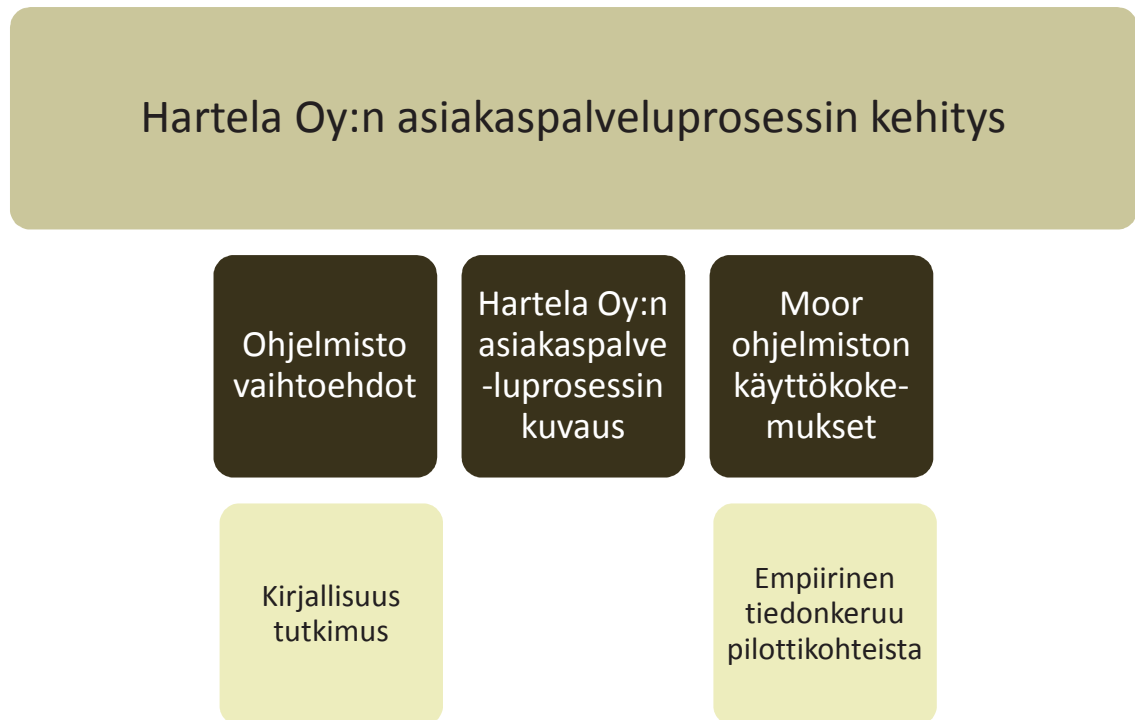 Hartela Oy:n asiakaspalveluprosessin kehitys
Ohjelmisto
vaihtoehdot
Hartela Oy:n
asiakaspalve
-luprosessin
kuvaus
Moor
ohjelmiston
käyttökoke-
mukset
Kirjallisuus
tutkimus
Empiirinen
tiedonkeruu
pilottikohteista